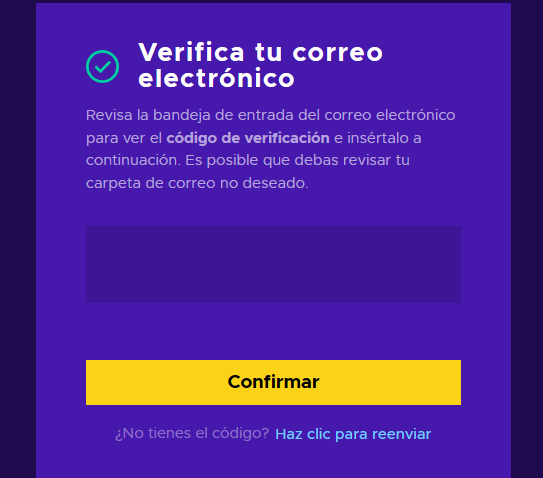 Verifica tu correo
electrónico
Revisa la bandeja de entrada del correo electrónico
para ver el código de verificación e insértalo a
continuación. Es posible que debas revisar tu
carpeta de correo no deseado.
Confirmar
¿No tienes el código? Haz clic para reenviar